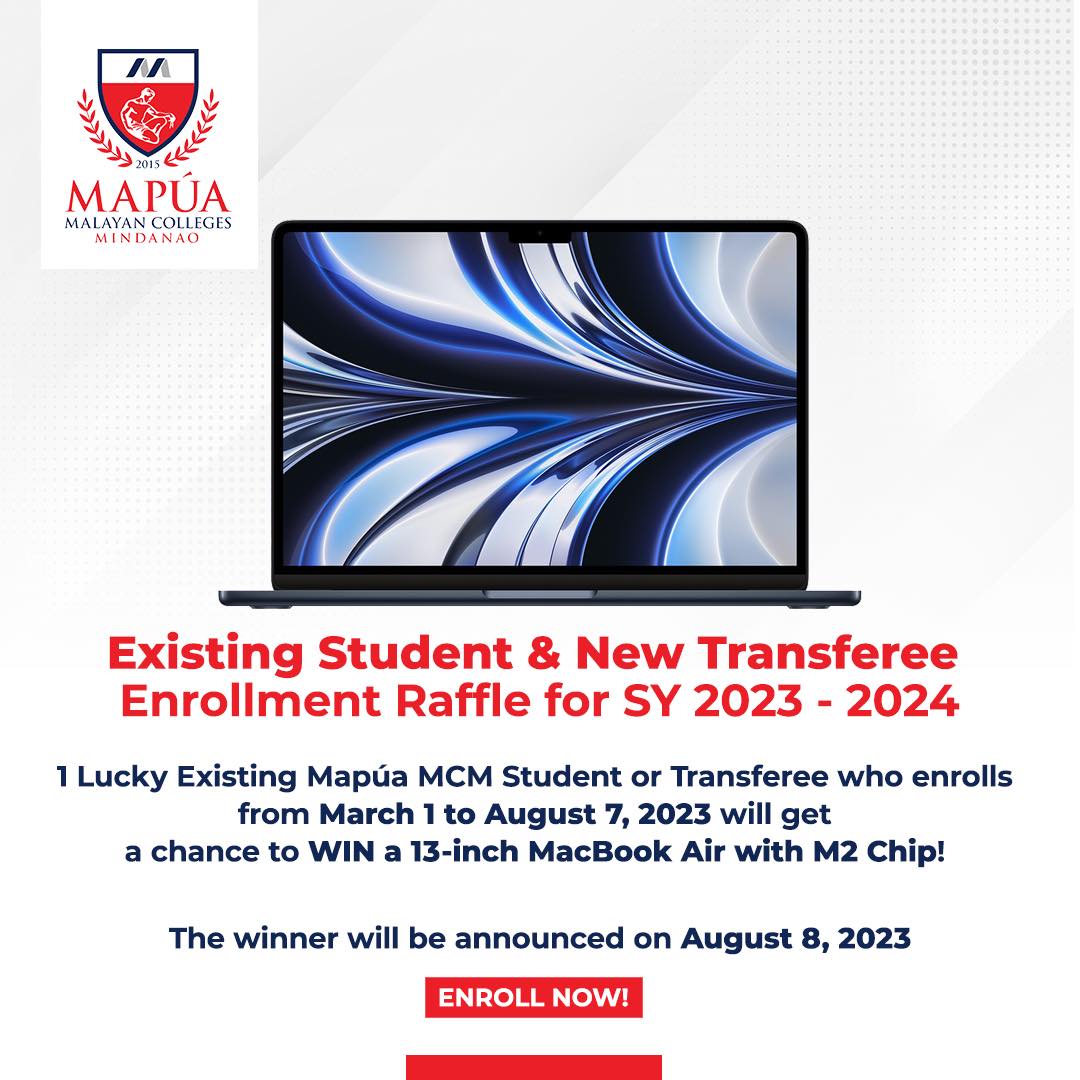 2015
MAPÚA
MALAYAN COLLEGES
MINDANAO
Existing Student & New Transferee
Enrollment Raffle for SY 2023 - 2024
1 Lucky Existing Mapúa MCM Student or Transferee who enrolls
from March 1 to August 7, 2023 will get
a chance to WIN a 13-inch MacBook Air with M2 Chip!
The winner will be announced on August 8, 2023
ENROLL NOW!